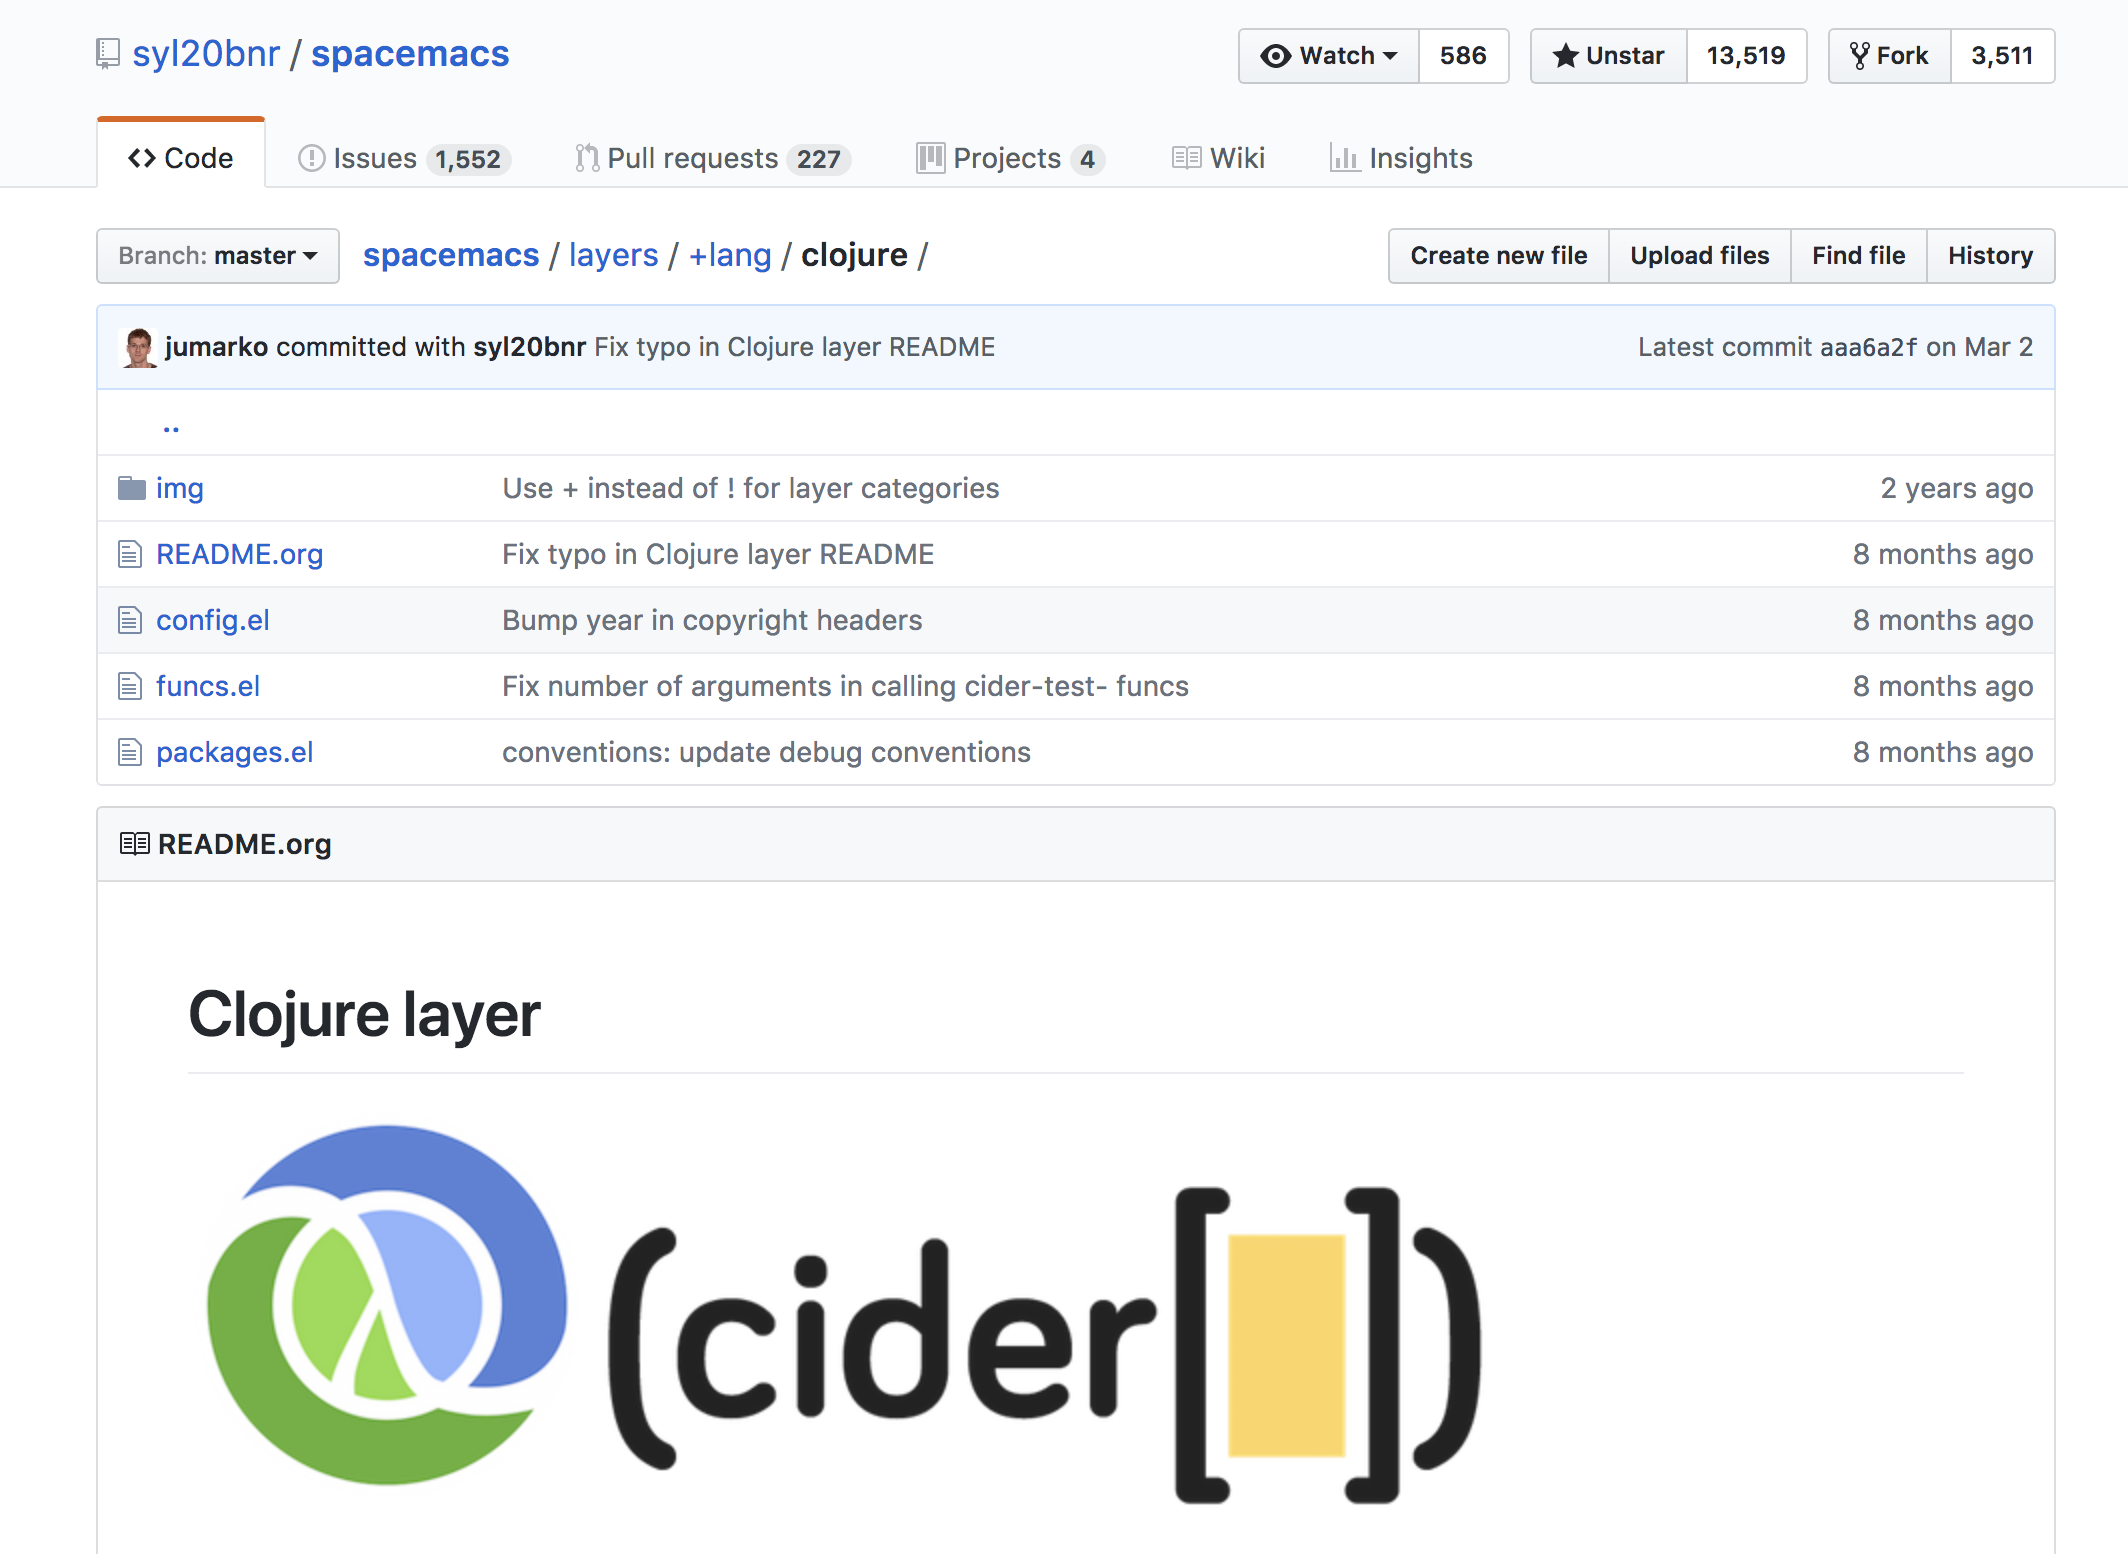 syl20bnr / spacemacs
Watch 586 Unstar 13,519 Fork 3,511
Code Issues 1,552 Pull requests 227 Projects 4 Wiki Insights
Branch: master spacemacs / layers / +lang / clojure / Create new file Upload files Find file History
jumarko committed with syl20bnr Fix typo in Clojure layer README Latest commit aaa6a2f on Mar 2
..
img Use + instead of ! for layer categories 2 years ago
README.org Fix typo in Clojure layer README 8 months ago
config.el Bump year in copyright headers 8 months ago
funcs.el Fix number of arguments in calling cider-test- funcs 8 months ago
packages.el conventions: update debug conventions 8 months ago
README.org
Clojure layer
(cider[ ])